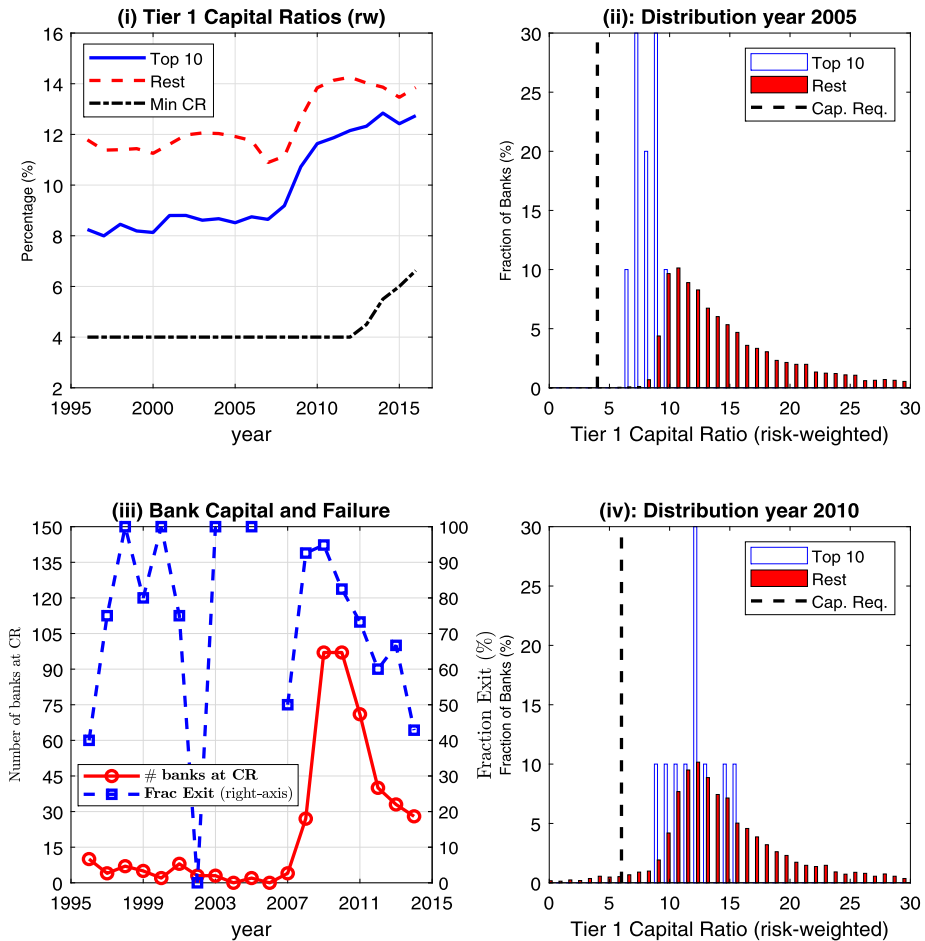 (i) Tier 1 Capital Ratios (rw)
16
14
12
10
8
6
4
2
Percentage (%)
Top 10
Rest
Min CR
1995 2000 2005 2010 2015
year
(ii): Distribution year 2005
30
25
20
15
10
5
0
Fraction of Banks (%)
Top 10
Rest
Cap. Req.
0 5 10 15 20 25 30
Tier 1 Capital Ratio (risk-weighted)
(iii) Bank Capital and Failure
150
135
120
105
90
75
60
45
30
15
0
Number of banks at CR
# banks at CR
Frac Exit (right-axis)
100
90
80
70
60
50
40
30
20
10
0
Fraction Exit (%)
1995 1999 2003 2007 2011 2015
year
(iv): Distribution year 2010
30
25
20
15
10
5
0
Fraction of Banks (%)
Top 10
Rest
Cap. Req.
0 5 10 15 20 25 30
Tier 1 Capital Ratio (risk-weighted)